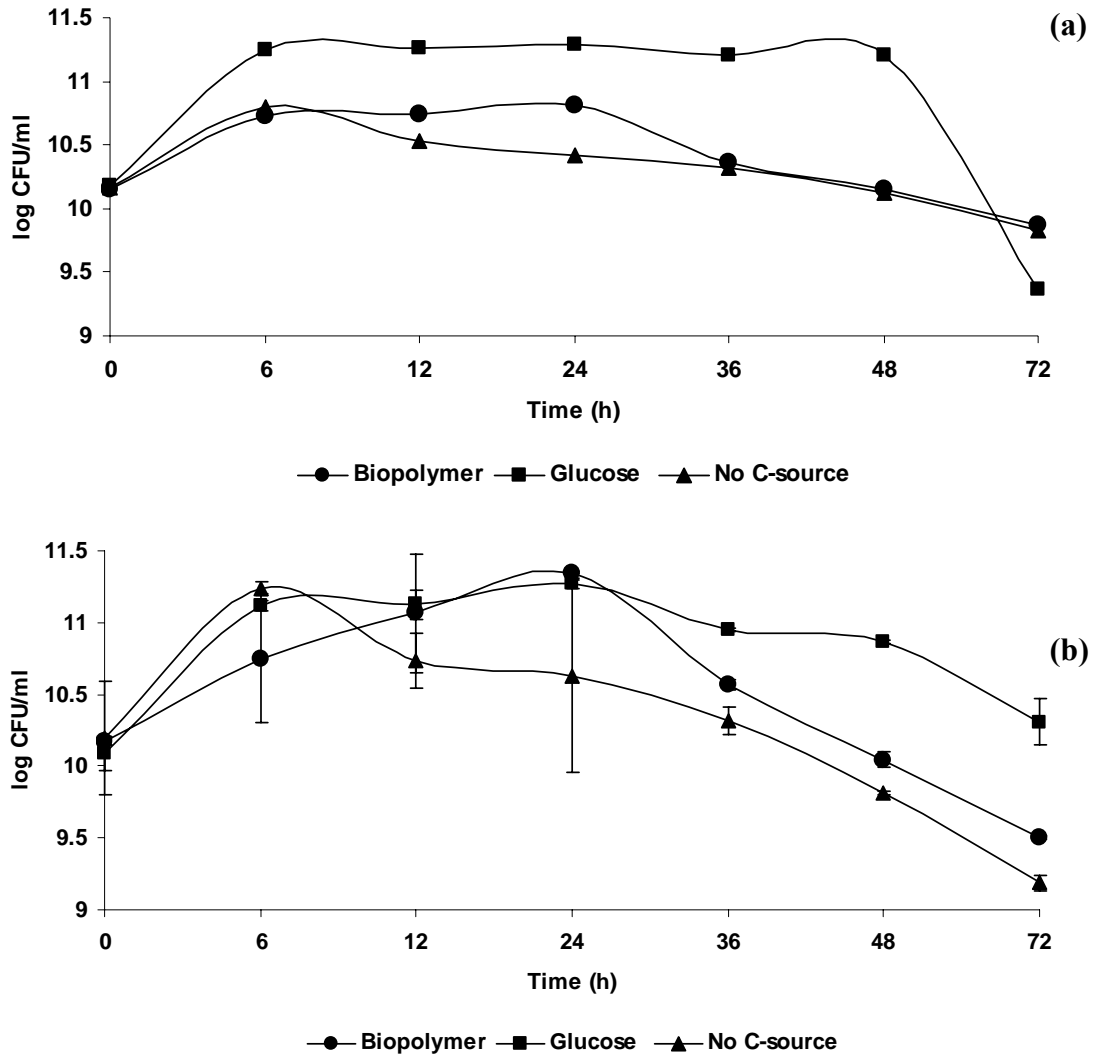 (a)
log CFU/ml
11.5
11
10.5
10
9.5
9
0 6 12 24 36 48 72
Time (h)
Biopolymer Glucose No C-source
(b)
log CFU/ml
11.5
11
10.5
10
9.5
9
0 6 12 24 36 48 72
Time (h)
Biopolymer Glucose No C-source